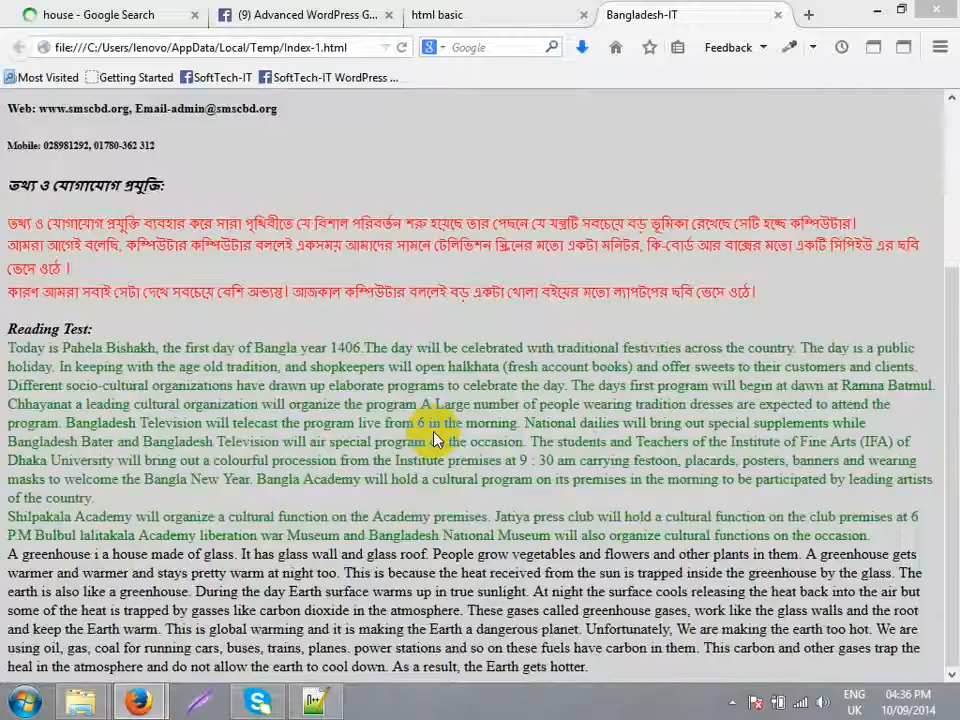 house - Google Search
(9) Advanced WordPress G...
html basic
Bangladesh-IT
file:///C:/Users/lenovo/AppData/Local/Temp/Index-1.html
Google
Feedback
Most Visited
Getting Started
SoftTech-IT
SoftTech-IT WordPress ...
Web: www.smscbd.org, Email-admin@smscbd.org
Mobile: 028981292, 01780-362 312
তথ্য ও যোগাযোগ প্রযুক্তি:
তথ্য ও যোগাযোগ প্রযুক্তি ব্যবহার করে সারা পৃথিবীতে যে বিশাল পরিবর্তন শরু হয়েছে তার পেছনে যে যন্ত্রটি সবচেয়ে বড় ভূমিকা রেখেছে সেটি হচ্ছে কম্পিউটার।
আমরা আগেই বলেছি, কম্পিউটার কম্পিউটার বললেই একসময় আমাদের সামনে টেলিভিশন স্ক্রিনের মতো একটা মনিটর, কি-বোর্ড আর বাক্সের মতো একটি সিপিইউ এর ছবি
ভেসে ওঠে ।
কারণ আমরা সবাই সেটা দেখে সবচেয়ে বেশি অভ্যস্ত। আজকাল কম্পিউটার বললেই বড় একটা খোলা বইয়ের মতো ল্যাপটপের ছবি ভেসে ওঠে।
Reading Test:
Today is Pahela Bishakh, the first day of Bangla year 1406.The day will be celebrated with traditional festivities across the country. The day is a public
holiday. In keeping with the age old tradition, and shopkeepers will open halkhata (fresh account books) and offer sweets to their customers and clients.
Different socio-cultural organizations have drawn up elaborate programs to celebrate the day. The days first program will begin at dawn at Ramna Batmul.
Chhayanat a leading cultural organization will organize the program A Large number of people wearing tradition dresses are expected to attend the
program. Bangladesh Television will telecast the program live from 6 in the morning. National dailies will bring out special supplements while
Bangladesh Bater and Bangladesh Television will air special program the occasion. The students and Teachers of the Institute of Fine Arts (IFA) of
Dhaka University will bring out a colourful procession from the Institute premises at 9 : 30 am carrying festoon, placards, posters, banners and wearing
masks to welcome the Bangla New Year. Bangla Academy will hold a cultural program on its premises in the morning to be participated by leading artists
of the country.
Shilpakala Academy will organize a cultural function on the Academy premises. Jatiya press club will hold a cultural function on the club premises at 6
P.M Bulbul lalitakala Academy liberation war Museum and Bangladesh National Museum will also organize cultural functions on the occasion.
A greenhouse i a house made of glass. It has glass wall and glass roof. People grow vegetables and flowers and other plants in them. A greenhouse gets
warmer and warmer and stays pretty warm at night too. This is because the heat received from the sun is trapped inside the greenhouse by the glass. The
earth is also like a greenhouse. During the day Earth surface warms up in true sunlight. At night the surface cools releasing the heat back into the air but
some of the heat is trapped by gasses like carbon dioxide in the atmosphere. These gases called greenhouse gases, work like the glass walls and the root
and keep the Earth warm. This is global warming and it is making the Earth a dangerous planet. Unfortunately, We are making the earth too hot. We are
using oil, gas, coal for running cars, buses, trains, planes. power stations and so on these fuels have carbon in them. This carbon and other gases trap the
heal in the atmosphere and do not allow the earth to cool down. As a result, the Earth gets hotter.
ENG 04:36 PM
UK 10/09/2014